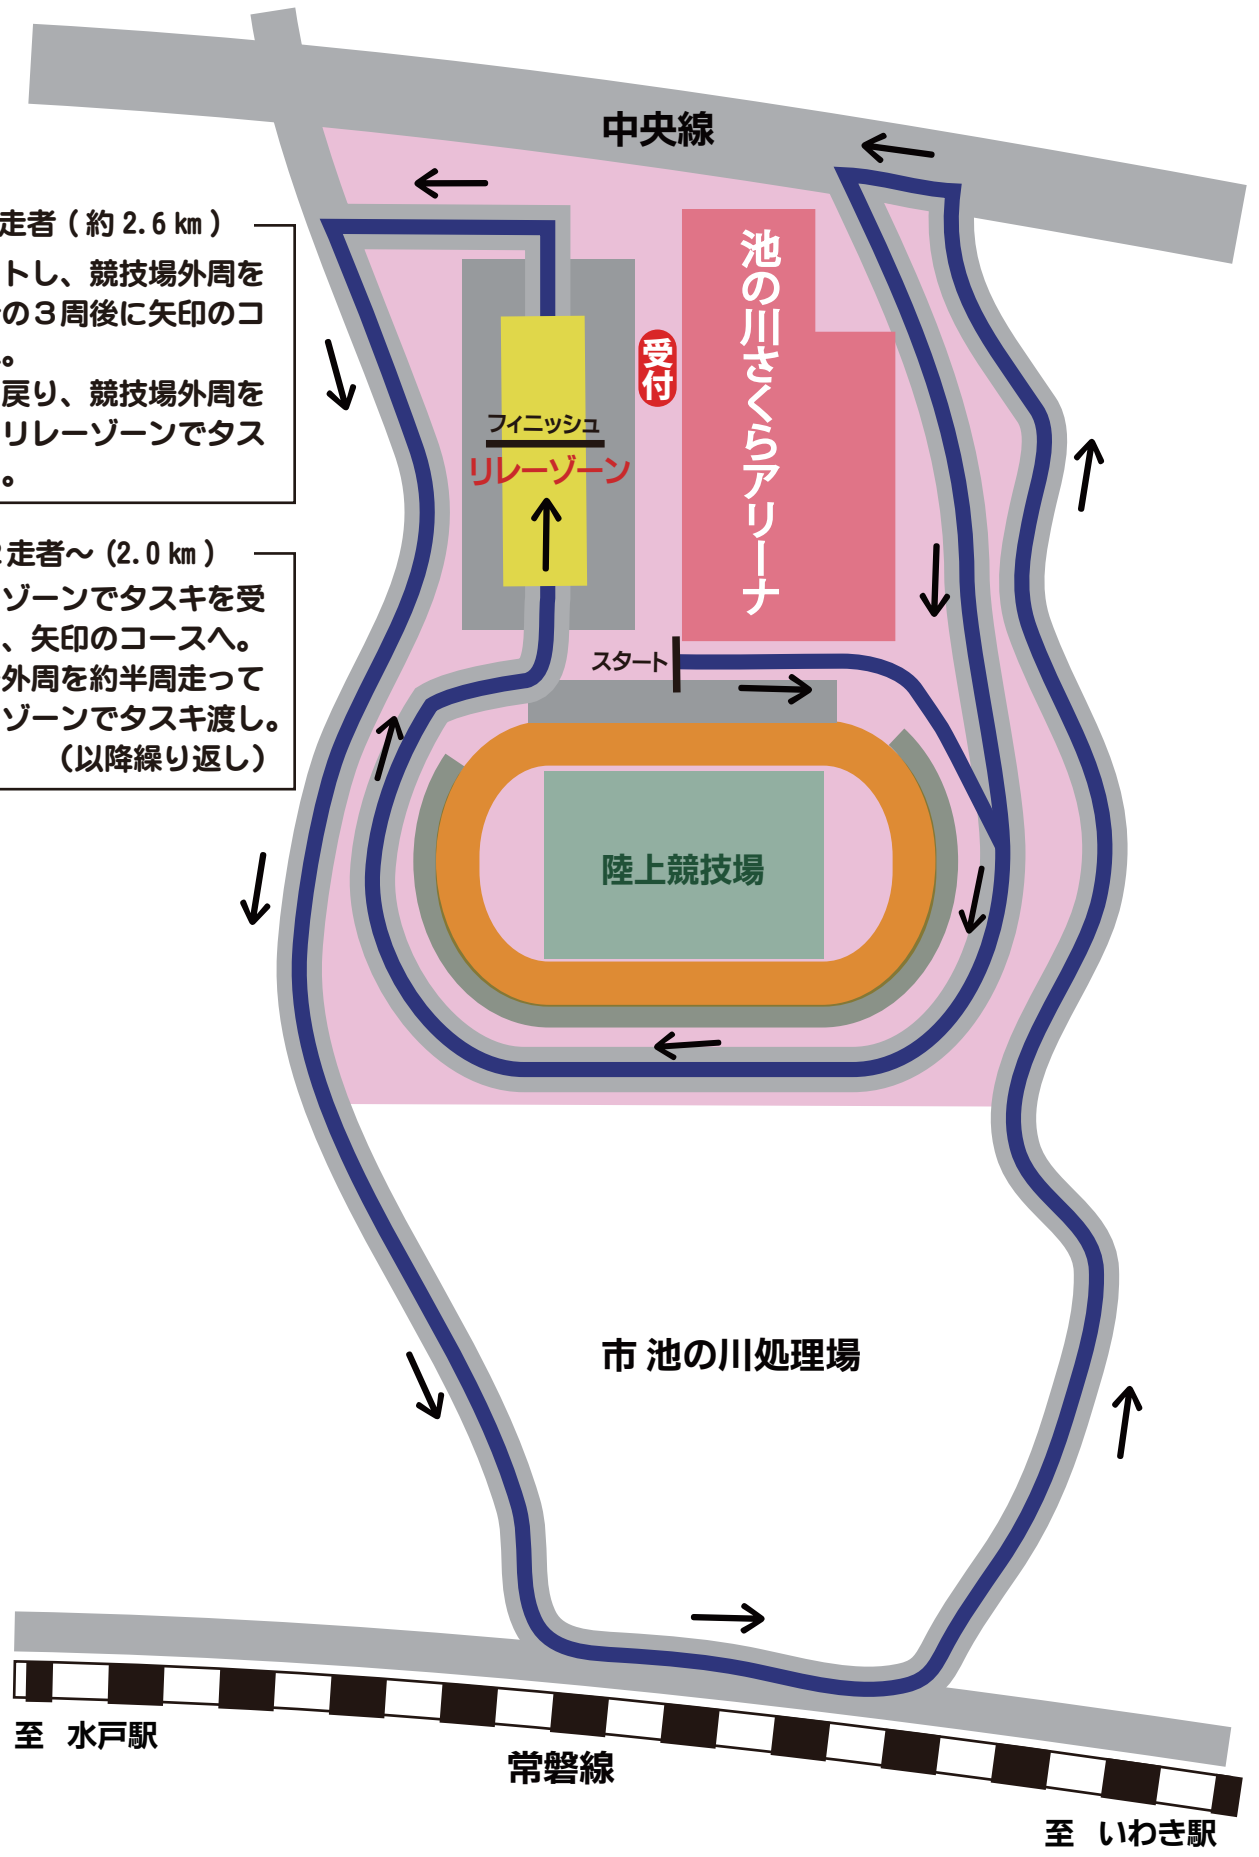 中央線
走者 ( 約 2.6 ㎞ )
トし、競技場外周を
の３周後に矢印のコ
。
戻り、競技場外周を
リレーゾーンでタス
。
走者～ (2.0 ㎞ )
ゾーンでタスキを受
、矢印のコースへ。
外周を約半周走って
ゾーンでタスキ渡し。
（以降繰り返し）
池の川さくらアリーナ
受付
フィニッシュ
リレーゾーン
スタート
陸上競技場
市 池の川処理場
至 水戸駅
常磐線
至 いわき駅